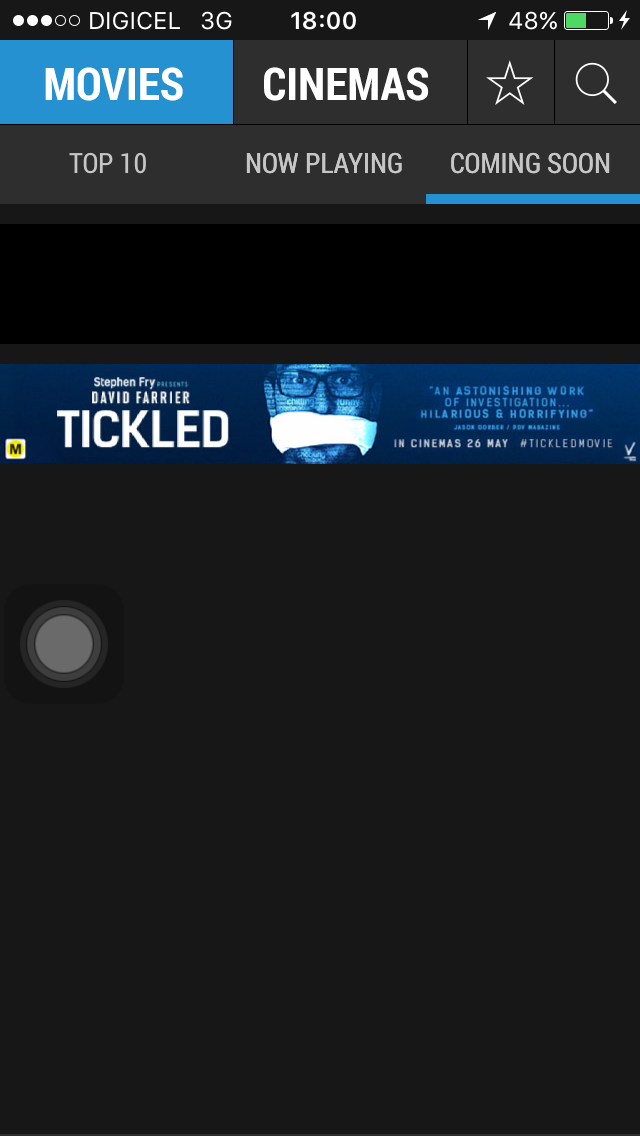 DIGICEL 3G 18:00 48%
MOVIES CINEMAS
TOP 10 NOW PLAYING COMING SOON
Stephen Fry PRESENTS
DAVID FARRIER
TICKLED
M
"AN ASTONISHING WORK
OF INVESTIGATION...
HILARIOUS & HORRIFYING"
IN CINEMAS 26 MAY #TICKLEDMOVIE